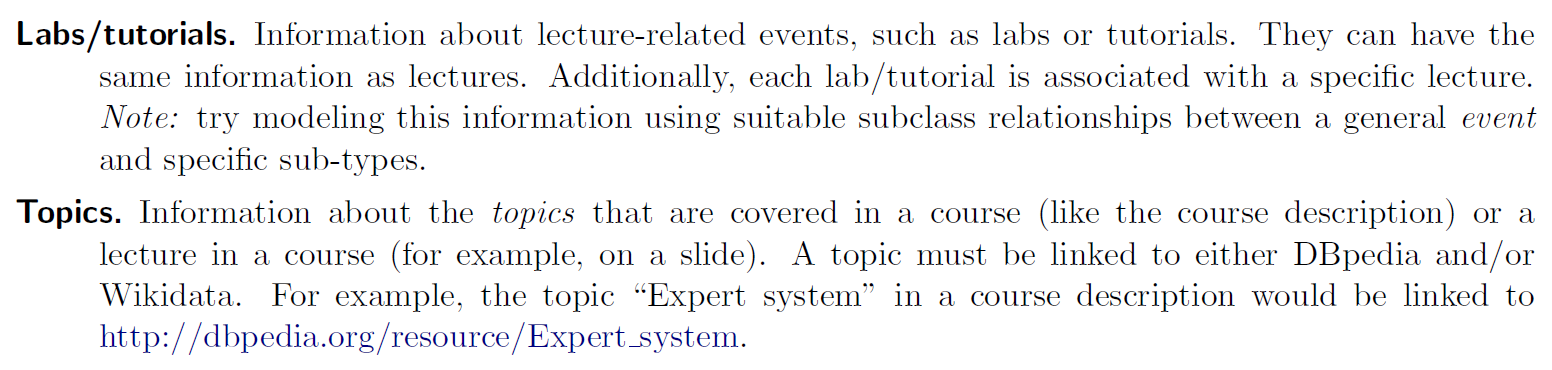 Labs/tutorials. Information about lecture-related events, such as labs or tutorials. They can have the
same information as lectures. Additionally, each lab/tutorial is associated with a specific lecture.
Note: try modeling this information using suitable subclass relationships between a general event
and specific sub-types.
Topics. Information about the topics that are covered in a course (like the course description) or a
lecture in a course (for example, on a slide). A topic must be linked to either DBpedia and/or
Wikidata. For example, the topic “Expert system” in a course description would be linked to
http://dbpedia.org/resource/Expert_system.